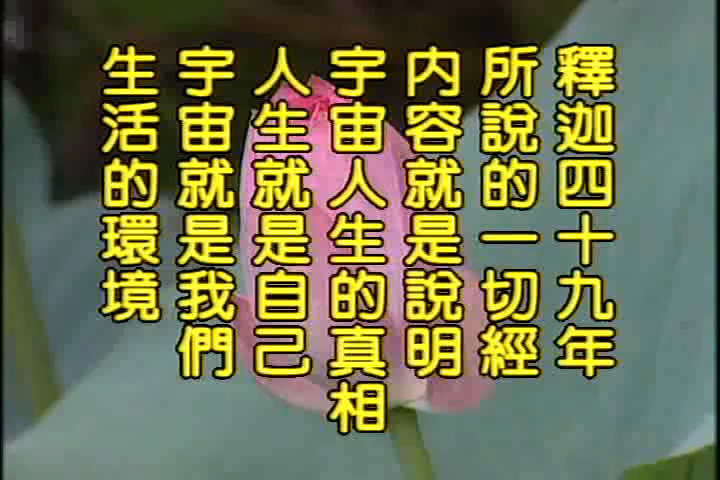 釋迦四十九年
所說的一切經
內容就是說明
宇宙人生的真相
人生就是自己
宇宙就是我們
生活的環境